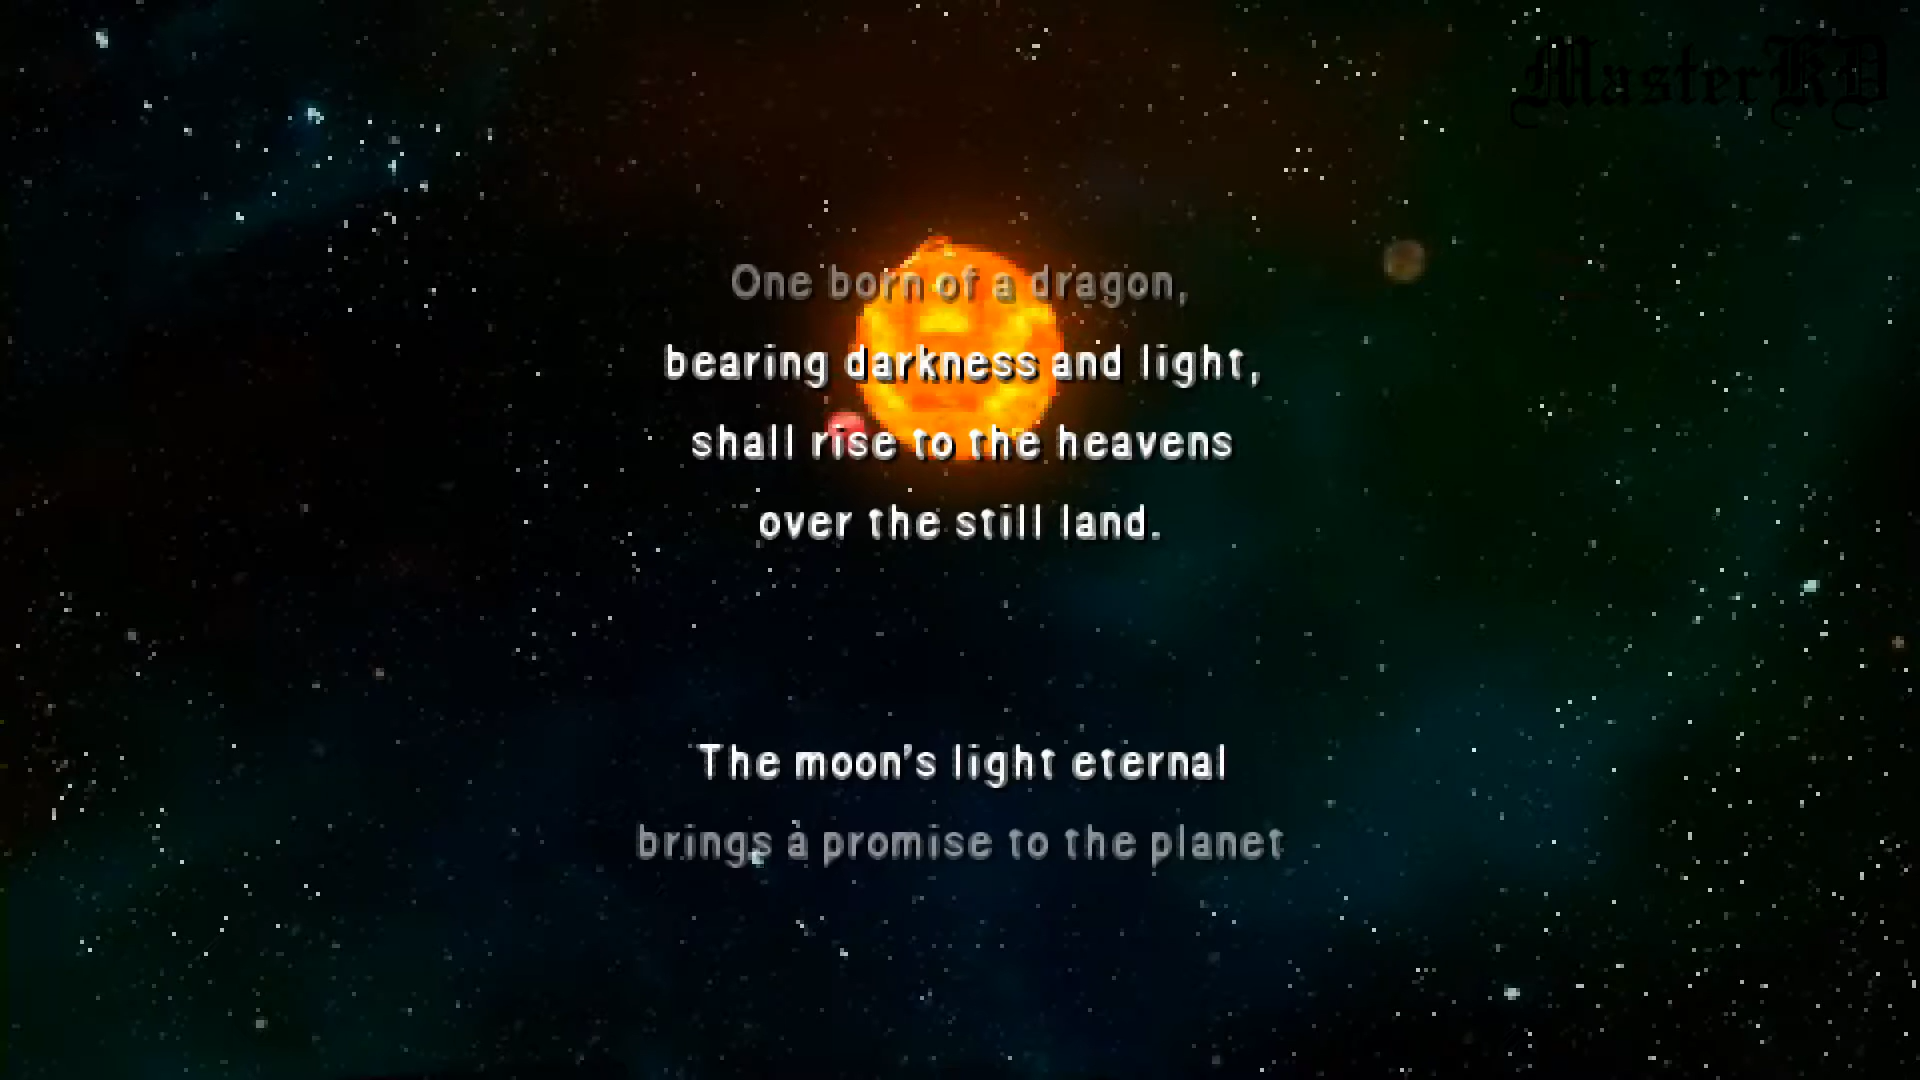 MasterKD
One born of a dragon,
bearing darkness and light,
shall rise to the heavens
over the still land.
The moon's light eternal
brings a promise to the planet